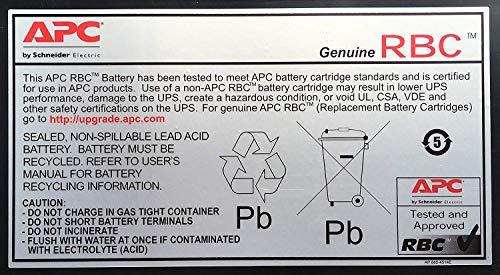 APC
by Schneider Electric
Genuine RBC™
This APC RBC™ Battery has been tested to meet APC battery cartridge standards and is certified
for use in APC products. Use of a non-APC RBC™ battery cartridge may result in lower UPS
performance, damage to the UPS, create a hazardous condition, or void UL, CSA, VDE and
other safety compliance marks. For genuine APC RBC™ (Replacement Battery Cartridges)
go to http://upgrade.apc.com
SEALED, NON-SPILLABLE LEAD ACID
BATTERY. BATTERY MUST BE
RECYCLED. REFER TO USER'S
MANUAL FOR BATTERY
RECYCLING INFORMATION
CAUTION:
- DO NOT CHARGE IN GAS TIGHT CONTAINER
- DO NOT SHORT BATTERY TERMINALS
- DO NOT INCINERATE
- FLUSH WITH WATER AT ONCE IF CONTAMINATED
WITH ELECTROLYTE (ACID)
Pb
Pb
5
APC
by Schneider Electric
Tested and
Approved
RBC™